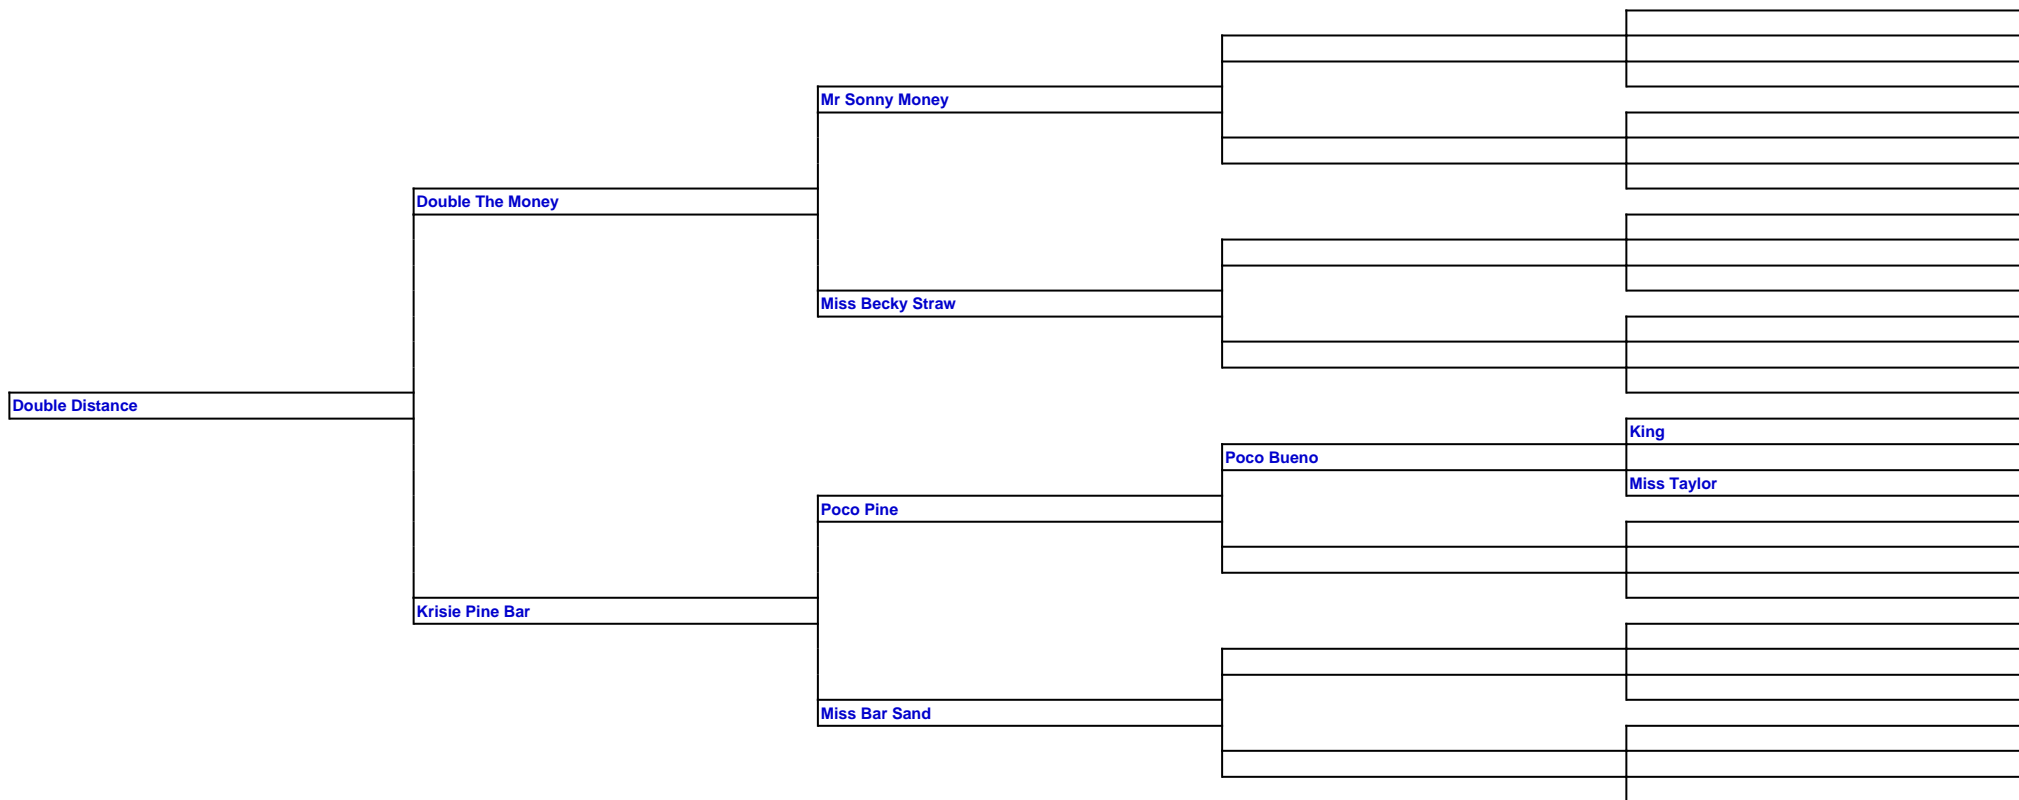 Mr Sonny Money
Double The Money
Miss Becky Straw
Double Distance
King
Poco Bueno
Miss Taylor
Poco Pine
Krisie Pine Bar
Miss Bar Sand